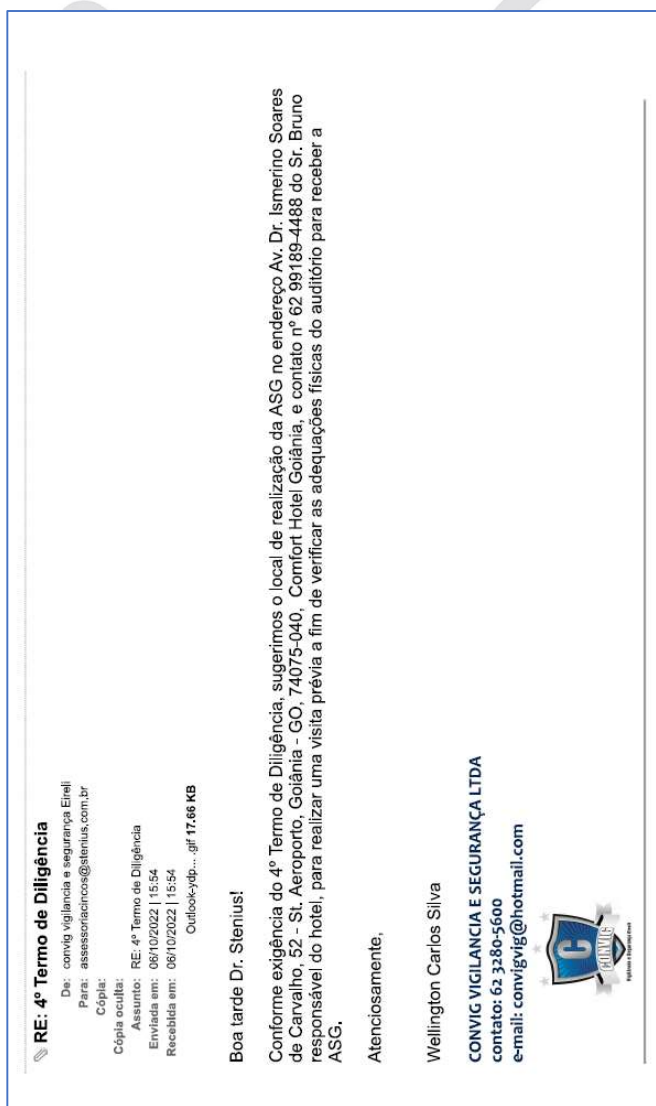 RE: 4º Termo de Diligência
De: convig vigilancia e segurança Eireli
Para: assessoriacincos@stenius.com.br
Cópia:
Cópia oculta:
Assunto: RE: 4º Termo de Diligência
Enviada em: 06/10/2022 | 15:54
Recebida em: 06/10/2022 | 15:54
Outlook-ydp... .gif 17.66 KB
Boa tarde Dr. Stenius!
Conforme exigência do 4º Termo de Diligência, sugerimos o local de realização da ASG no endereço Av. Dr. Ismerino Soares
de Carvalho, 52 - St. Aeroporto, Goiânia - GO, 74075-040, Comfort Hotel Goiânia, e contato nº 62 99189-4488 do Sr. Bruno
responsável do hotel, para realizar uma visita prévia a fim de verificar as adequações físicas do auditório para receber a
ASG.
Atenciosamente,
Wellington Carlos Silva
CONVIG VIGILANCIA E SEGURANÇA LTDA
contato: 62 3280-5600
e-mail: convigvig@hotmail.com
C
CONVIG